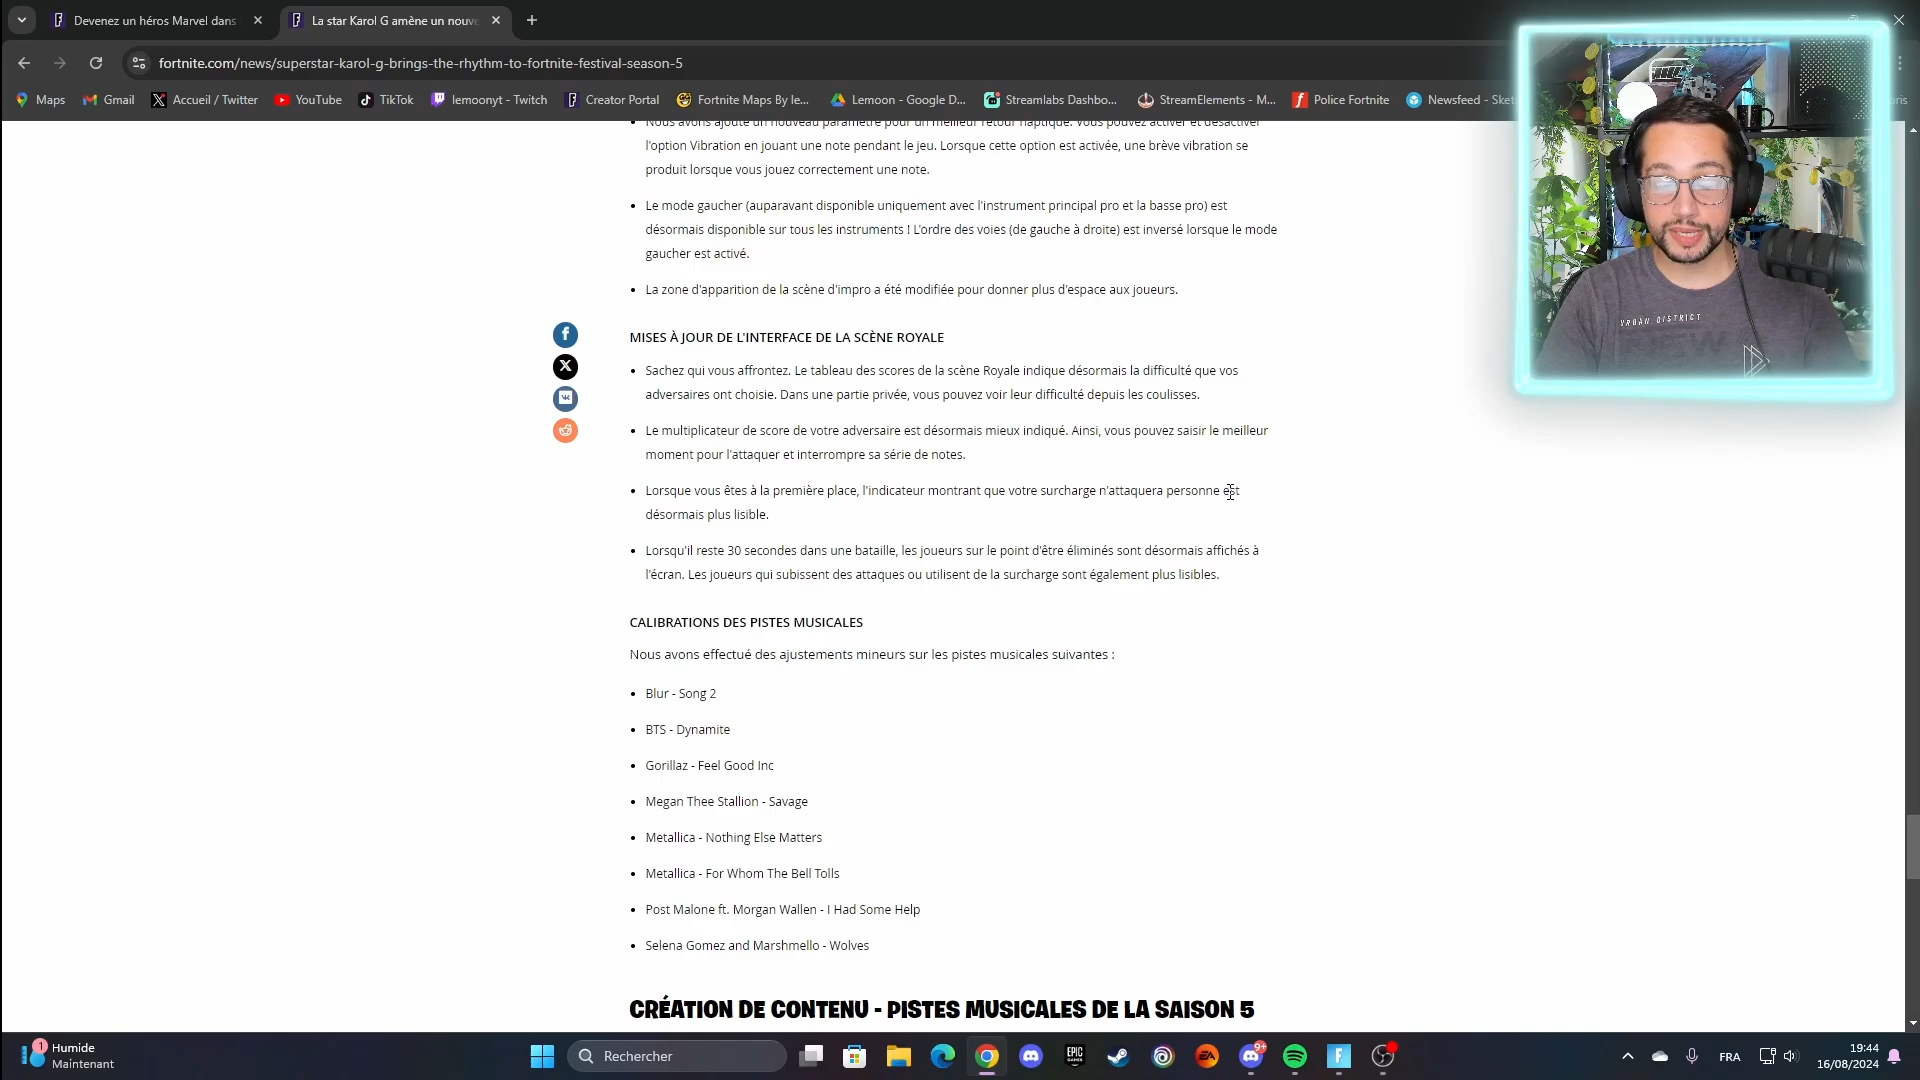 Devenez un héros Marvel dans
La star Karol G amène un nouv
fortnite.com/news/superstar-karol-g-brings-the-rhythm-to-fortnite-festival-season-5
Maps
Gmail
Accueil / Twitter
YouTube
TikTok
lemoonyt - Twitch
Creator Portal
Fortnite Maps By le...
Lemoon - Google D...
Streamlabs Dashbo...
StreamElements - M...
Police Fortnite
Newsfeed - Sket
Nous avons ajouté un nouveau paramètre pour un meilleur retour haptique. Vous pouvez activer et désactiver
l'option Vibration en jouant une note pendant le jeu. Lorsque cette option est activée, une brève vibration se
produit lorsque vous jouez correctement une note.
Le mode gaucher (auparavant disponible uniquement avec l'instrument principal pro et la basse pro) est
désormais disponible sur tous les instruments ! L'ordre des voies (de gauche à droite) est inversé lorsque le mode
gaucher est activé.
La zone d'apparition de la scène d'impro a été modifiée pour donner plus d'espace aux joueurs.
MISES À JOUR DE L'INTERFACE DE LA SCÈNE ROYALE
Sachez qui vous affrontez. Le tableau des scores de la scène Royale indique désormais la difficulté que vos
adversaires ont choisie. Dans une partie privée, vous pouvez voir leur difficulté depuis les coulisses.
Le multiplicateur de score de votre adversaire est désormais mieux indiqué. Ainsi, vous pouvez saisir le meilleur
moment pour l'attaquer et interrompre sa série de notes.
Lorsque vous êtes à la première place, l'indicateur montrant que votre surcharge n'attaquera personne est
désormais plus lisible.
Lorsqu'il reste 30 secondes dans une bataille, les joueurs sur le point d'être éliminés sont désormais affichés à
l'écran. Les joueurs qui subissent des attaques ou utilisent de la surcharge sont également plus lisibles.
CALIBRATIONS DES PISTES MUSICALES
Nous avons effectué des ajustements mineurs sur les pistes musicales suivantes :
Blur - Song 2
BTS - Dynamite
Gorillaz - Feel Good Inc
Megan Thee Stallion - Savage
Metallica - Nothing Else Matters
Metallica - For Whom The Bell Tolls
Post Malone ft. Morgan Wallen - I Had Some Help
Selena Gomez and Marshmello - Wolves
CRÉATION DE CONTENU - PISTES MUSICALES DE LA SAISON 5
URBAN DISTRICT
1
Humide
Maintenant
Rechercher
EPIC
GAMES
EA
9+
FRA
19:44
16/08/2024